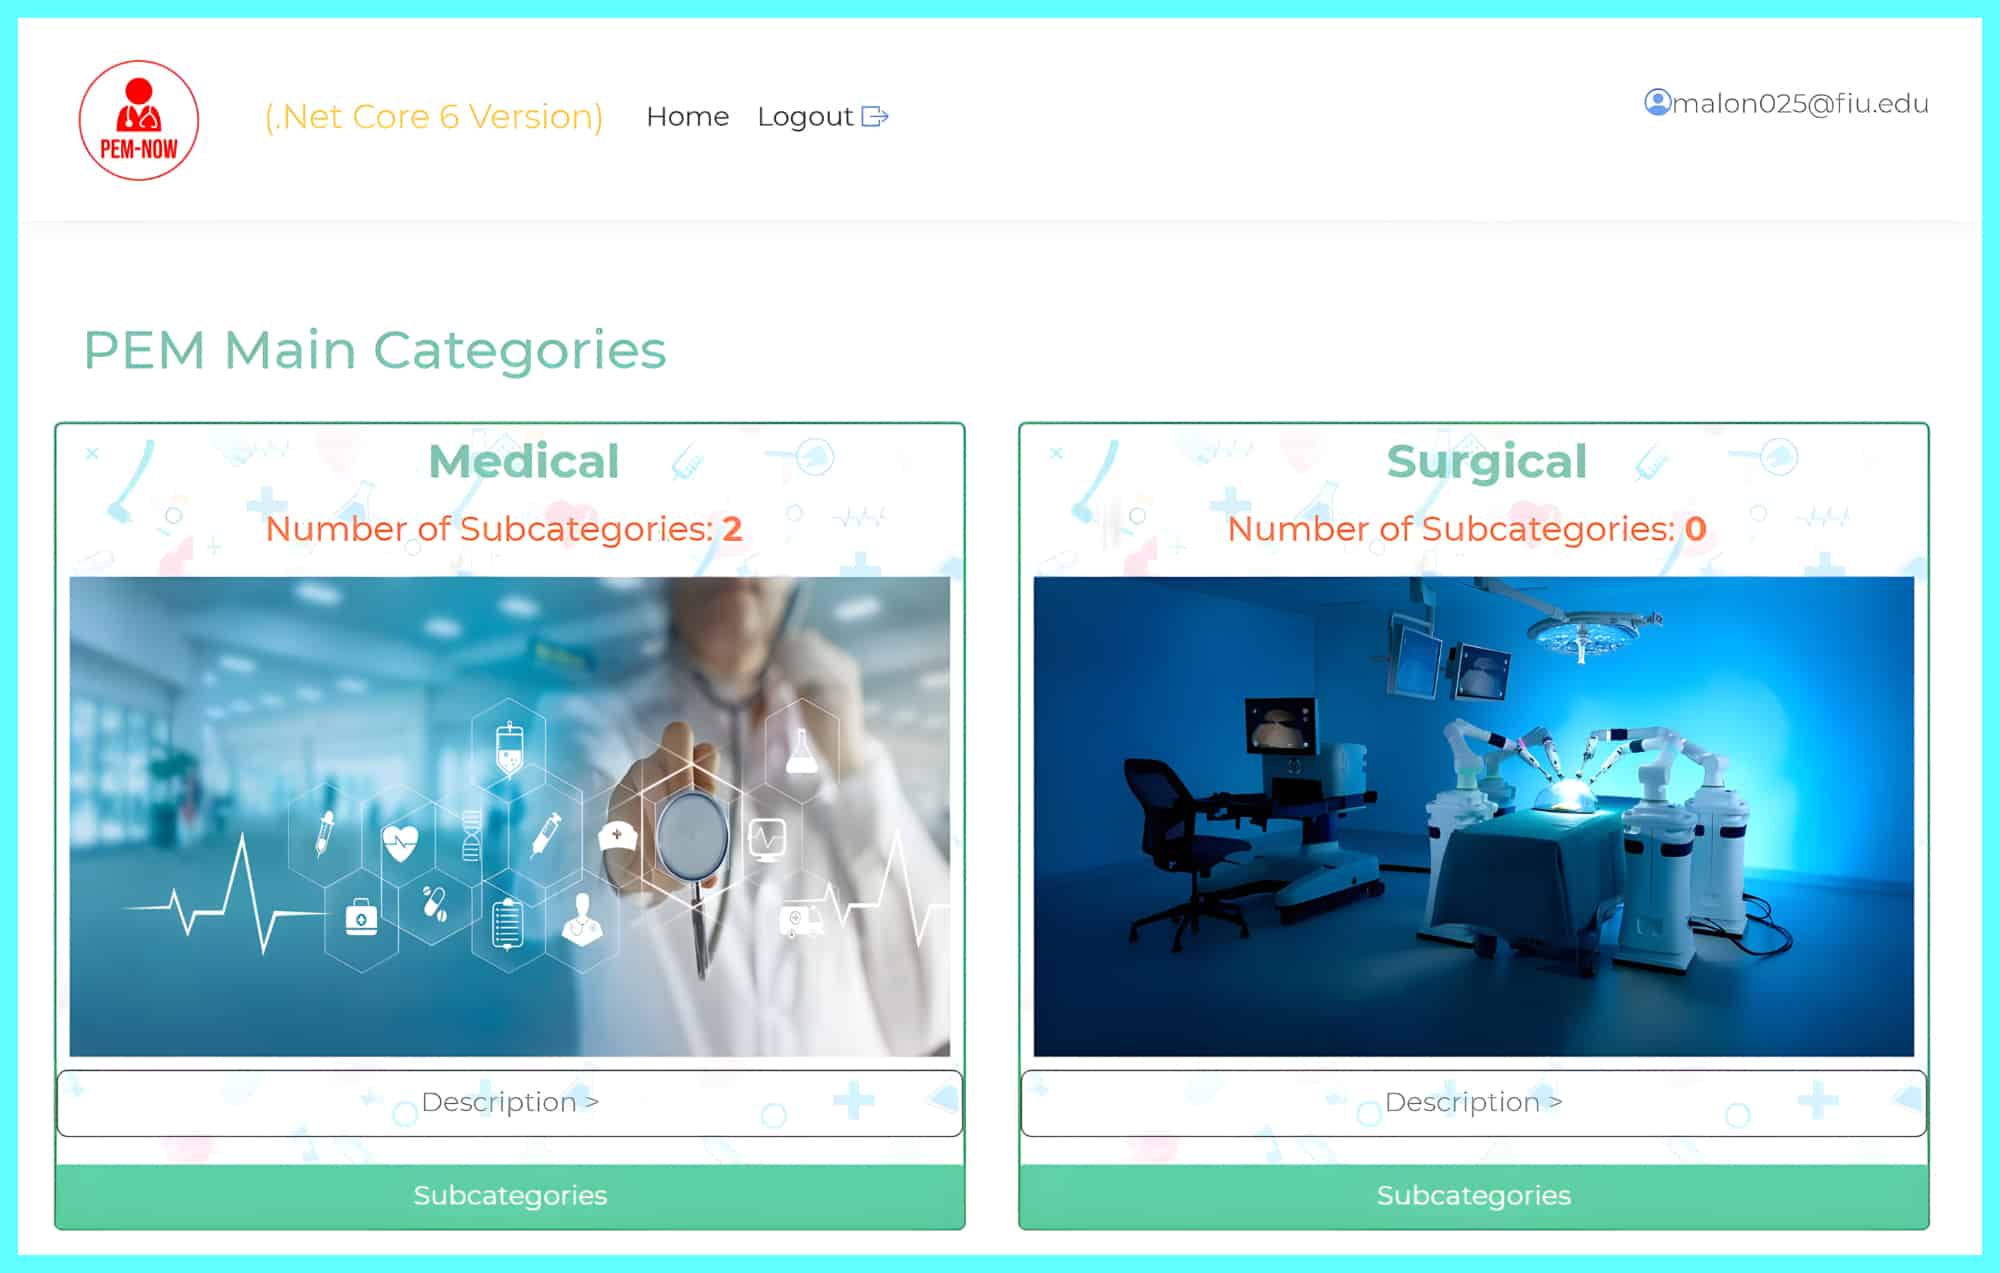 PEM-NOW
(.Net Core 6 Version) Home Logout malon025@fiu.edu
PEM Main Categories
Medical
Number of Subcategories: 2
Description >
Subcategories
Surgical
Number of Subcategories: 0
Description >
Subcategories